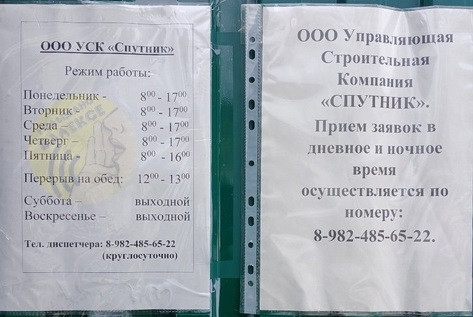 ООО УСК «Спутник»
Режим работы:
Понедельник - 8⁰⁰ - 17⁰⁰
Вторник - 8⁰⁰ - 17⁰⁰
Среда – 8⁰⁰ - 17⁰⁰
Четверг – 8⁰⁰ - 17⁰⁰
Пятница – 8⁰⁰ - 16⁰⁰
Перерыв на обед: 12⁰⁰ - 13⁰⁰
Суббота – выходной
Воскресенье – выходной
Тел. диспетчера: 8-982-485-65-22
(круглосуточно)
ООО Управляющая
Строительная
Компания
«СПУТНИК».
Прием заявок в
дневное и ночное
время
осуществляется по
номеру:
8-982-485-65-22.